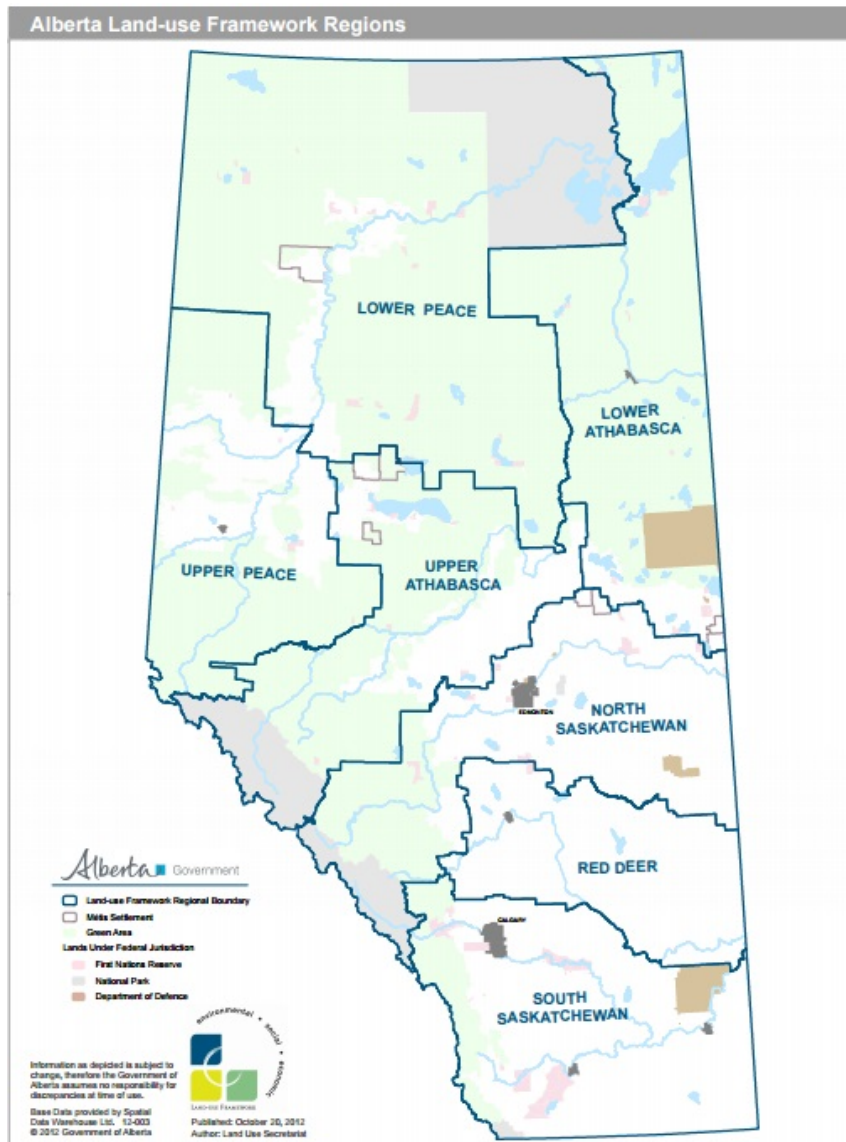 Alberta Land-use Framework Regions
LOWER PEACE
LOWER
ATHABASCA
UPPER PEACE
UPPER
ATHABASCA
EDMONTON
NORTH
SASKATCHEWAN
RED DEER
CALGARY
SOUTH
SASKATCHEWAN
Alberta Government
Land-use Framework Regional Boundary
Métis Settlement
Green Area
Lands Under Federal Jurisdiction
First Nations Reserve
National Park
Department of Defence
environmental • social • economic
LAND-USE FRAMEWORK
Information as depicted is subject to
change, therefore the Government of
Alberta assumes no responsibility for
discrepancies at time of use.
Base Data provided by Spatial
Data Warehouse Ltd. 12-003
© 2012 Government of Alberta
Published: October 20, 2012
Author: Land Use Secretariat